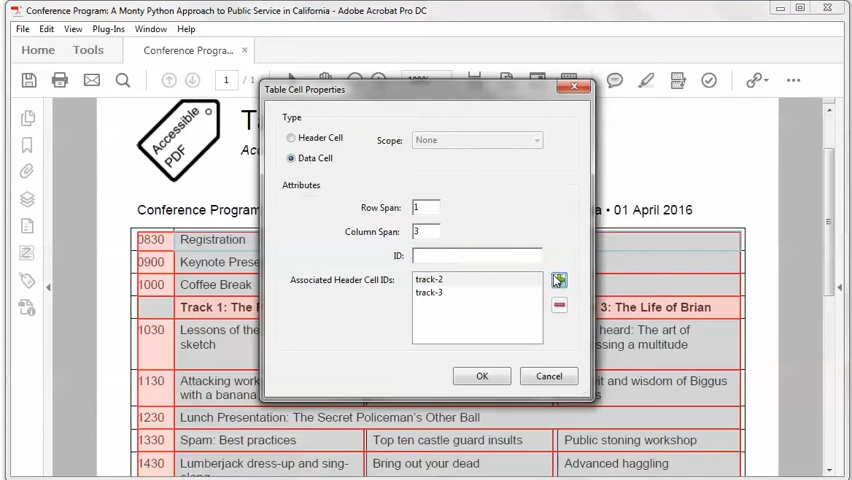 Conference Program: A Monty Python Approach to Public Service in California - Adobe Acrobat Pro DC
File Edit View Plug-Ins Window Help
Home Tools Conferenece Progra... ×
1 / 1
Table Cell Properties
Type
Header Cell Scope: None
Data Cell
Attributes
Row Span: 1
Column Span: 3
ID:
Associated Header Cell IDs: track-2
track-3
OK Cancel
Accessible
PDF
Conference Program 01 April 2016
0830 Registration
0900 Keynote
1000 Coffee Break
Track 1: The 3: The Life of Brian
1030 Lessons of the heard: The art of
sketch a multitude
1130 Attacking and wisdom of Biggus
with a banana
1230 Lunch Presentation: The Secret Policeman's Other Ball
1330 Spam: Best practices Top ten castle guard insults Public stoning workshop
1430 Lumberjack dress-up and sing- Bring out your dead Advanced haggling
along